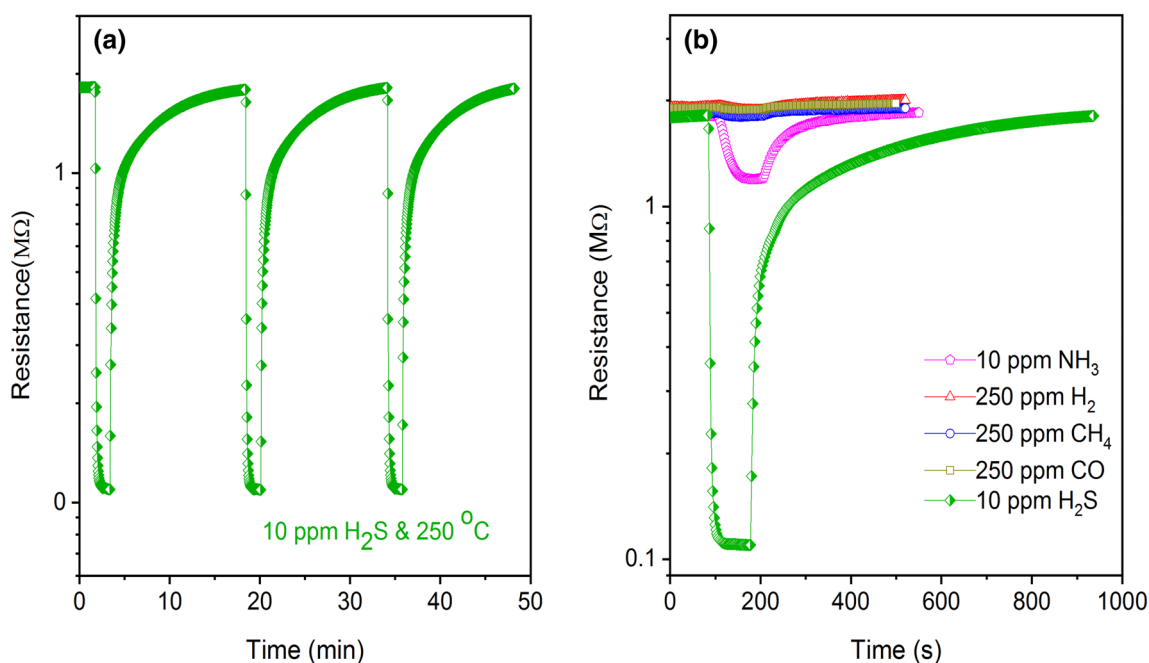 (a)
Resistance(MΩ)
1
0
10 ppm H₂S & 250 °C
0 10 20 30 40 50
Time (min)
(b)
Resistance (MΩ)
1
0.1
10 ppm NH₃
250 ppm H₂
250 ppm CH₄
250 ppm CO
10 ppm H₂S
0 200 400 600 800 1000
Time (s)